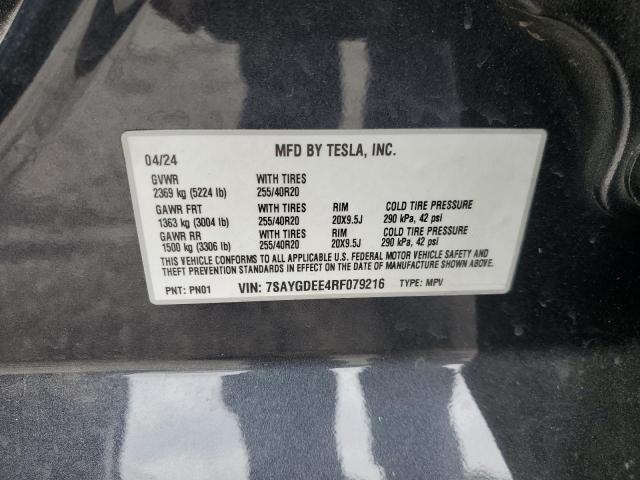 MFD BY TESLA, INC.
04/24
GVWR WITH TIRES
2369 kg (5224 lb) 255/40R20
GAWR FRT WITH TIRES RIM COLD TIRE PRESSURE
1363 kg (3004 lb) 255/40R20 20X9.5J 290 kPa, 42 psi
GAWR RR WITH TIRES RIM COLD TIRE PRESSURE
1500 kg (3306 lb) 255/40R20 20X9.5J 290 kPa, 42 psi
THIS VEHICLE CONFORMS TO ALL APPLICABLE U.S. FEDERAL MOTOR VEHICLE SAFETY AND
THEFT PREVENTION STANDARDS IN EFFECT ON THE DATE OF MANUFACTURE SHOWN ABOVE.
PNT: PN01 VIN: 7SAYGDEE4RF079216 TYPE: MPV